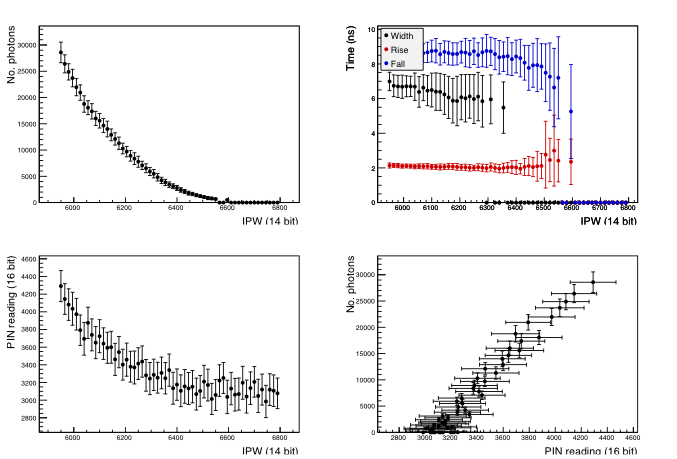 No. photons
30000
25000
20000
15000
10000
5000
0
6000 6200 6400 6600 6800
IPW (14 bit)
Time (ns)
10
8
6
4
2
0
Width
Rise
Fall
6000 6100 6200 6300 6400 6500 6600 6700 6800
IPW (14 bit)
PIN reading (16 bit)
4600
4400
4200
4000
3800
3600
3400
3200
3000
2800
6000 6200 6400 6600 6800
IPW (14 bit)
No. photons
30000
25000
20000
15000
10000
5000
0
2800 3000 3200 3400 3600 3800 4000 4200 4400 4600
PIN reading (16 bit)